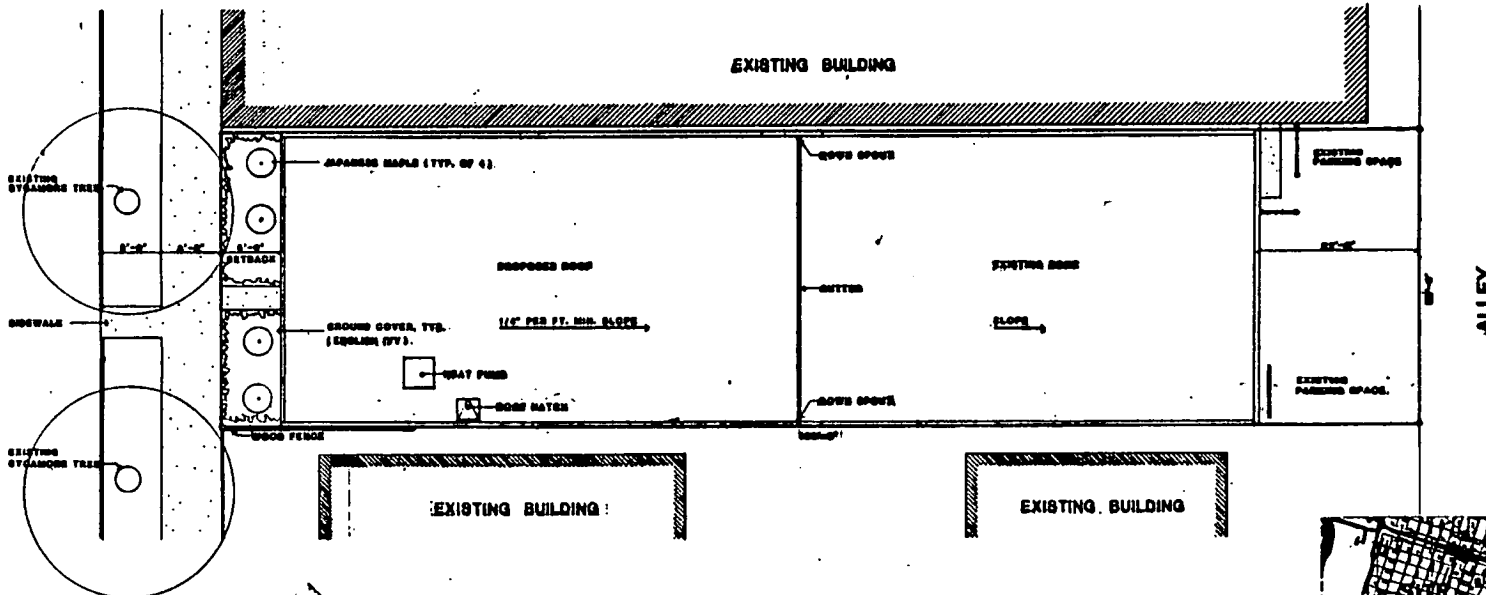 EXISTING BUILDING
JAPANESE MAPLE (TYP. OF 4)
DOWN SPOUT
EXISTING
PARKING SPACE
EXISTING
SYCAMORE TREE
SETBACK
PROPOSED ROOF
EXISTING ROOF
GUTTER
ALLEY
SIDEWALK
GROUND COVER, TYP.
(ENGLISH IVY).
1/4" PER FT. MIN. SLOPE
SLOPE
HEAT PUMP
ROOF HATCH
DOWN SPOUT
EXISTING
PARKING SPACE.
WOOD FENCE
EXISTING
SYCAMORE TREE
EXISTING BUILDING
EXISTING BUILDING